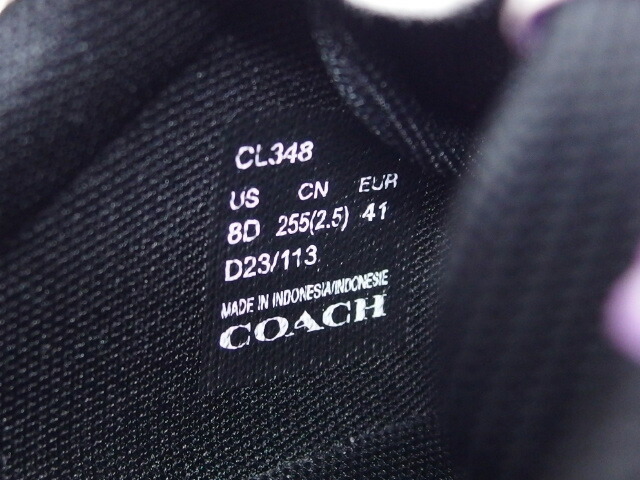 CL348
US CN EUR
8D 255(2.5) 41
D23/113
MADE IN INDONESIA/INDONESIE
COACH